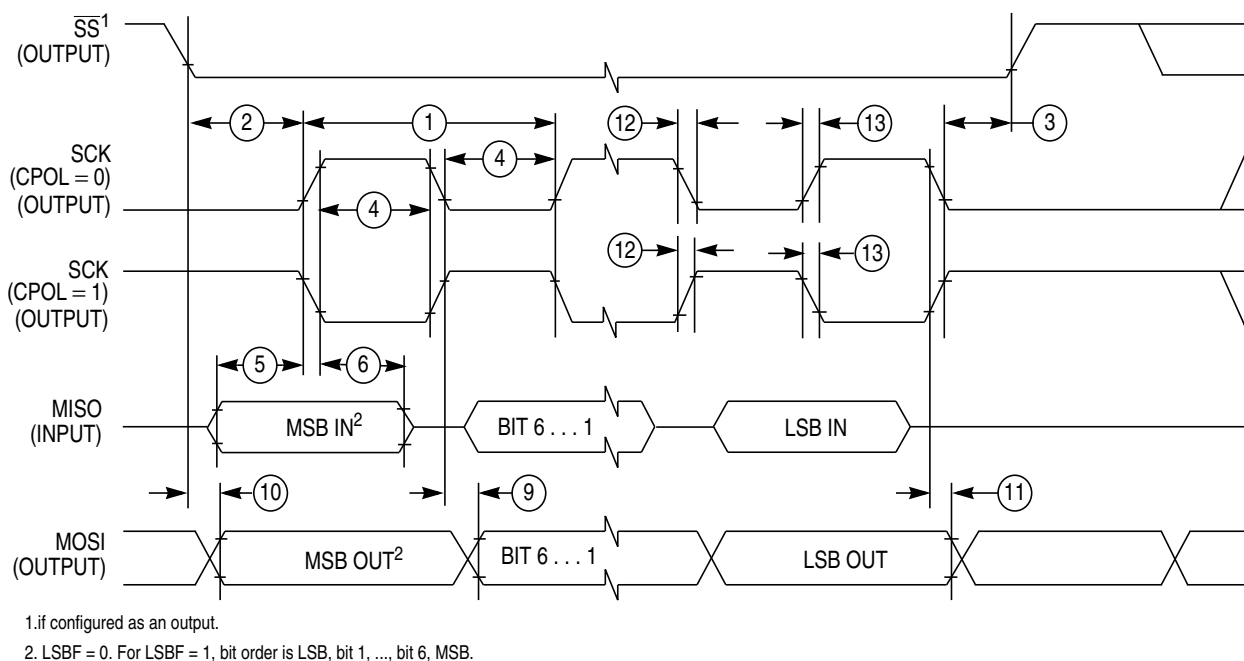 SS¹
(OUTPUT)
2
1
12
13
3
SCK
(CPOL = 0)
(OUTPUT)
4
4
SCK
(CPOL = 1)
(OUTPUT)
12
13
5
6
MISO
(INPUT)
MSB IN²
BIT 6 . . . 1
LSB IN
10
9
11
MOSI
(OUTPUT)
MSB OUT²
BIT 6 . . . 1
LSB OUT
1.if configured as an output.
2. LSBF = 0. For LSBF = 1, bit order is LSB, bit 1, ..., bit 6, MSB.